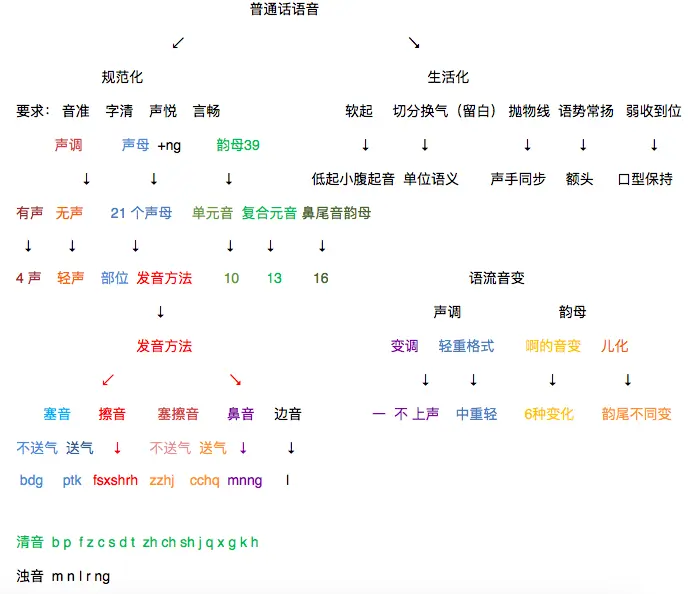 普通话语音
↙ ↘
规范化 生活化
要求： 音准 字清 声悦 言畅 软起 切分换气（留白） 抛物线 语势常扬 弱收到位
声调 声母 +ng 韵母39 ↓ ↓ ↓ ↓ ↓
↓ ↓ ↓ 低起小腹起音 单位语义 声手同步 额头 口型保持
有声 无声 21 个声母 单元音 复合元音 鼻尾音韵母
↓ ↓ ↓ ↓ ↓ ↓
4 声 轻声 部位 发音方法 10 13 16 语流音变
↓ 声调 韵母
发音方法 变调 轻重格式 啊的音变 儿化
↙ ↘ ↓ ↓ ↓ ↓
塞音 擦音 塞擦音 鼻音 边音 一 不 上声 中重轻 6种变化 韵尾不同变
不送气 送气 ↓ 不送气 送气 ↓ ↓
bdg ptk fsxshrh zzhj cchq mnng l
清音 b p f z c s d t zh ch sh j q x g k h
浊音 m n l r ng